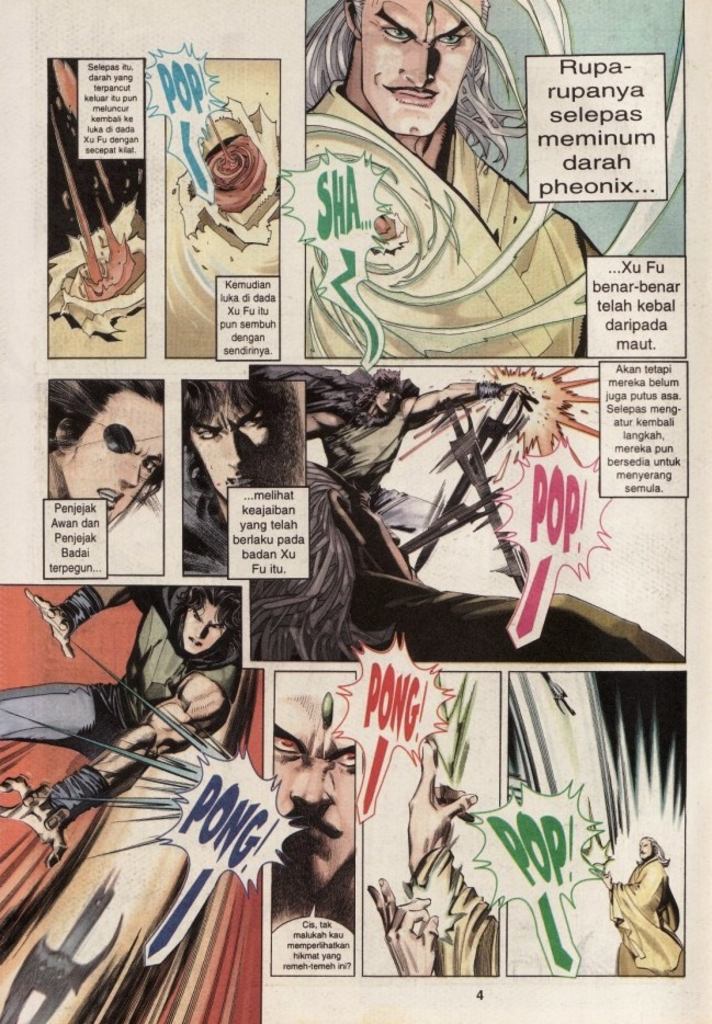 Selepas itu,
darah yang
terpancut
keluar itu pun
meluncur
kembali ke
luka di dada
Xu Fu dengan
secepat kilat.
POP!
Kemudian
luka di dada
Xu Fu itu
pun sembuh
dengan
sendirinya.
SHA...
Rupa-
rupanya
selepas
meminum
darah
pheonix...
...Xu Fu
benar-benar
telah kebal
daripada
maut.
Penjejak
Awan dan
Penjejak
Badai
terpegun...
...melihat
keajaiban
yang telah
berlaku pada
badan Xu
Fu itu.
Akan tetapi
mereka belum
juga putus asa.
Selepas meng-
atur kembali
langkah,
mereka pun
bersedia untuk
menyerang
semula.
POP!
PONG!
PONG!
Cis, tak
malukah kau
memperlihatkan
hikmat yang
remeh-temeh ini?
POP!
4